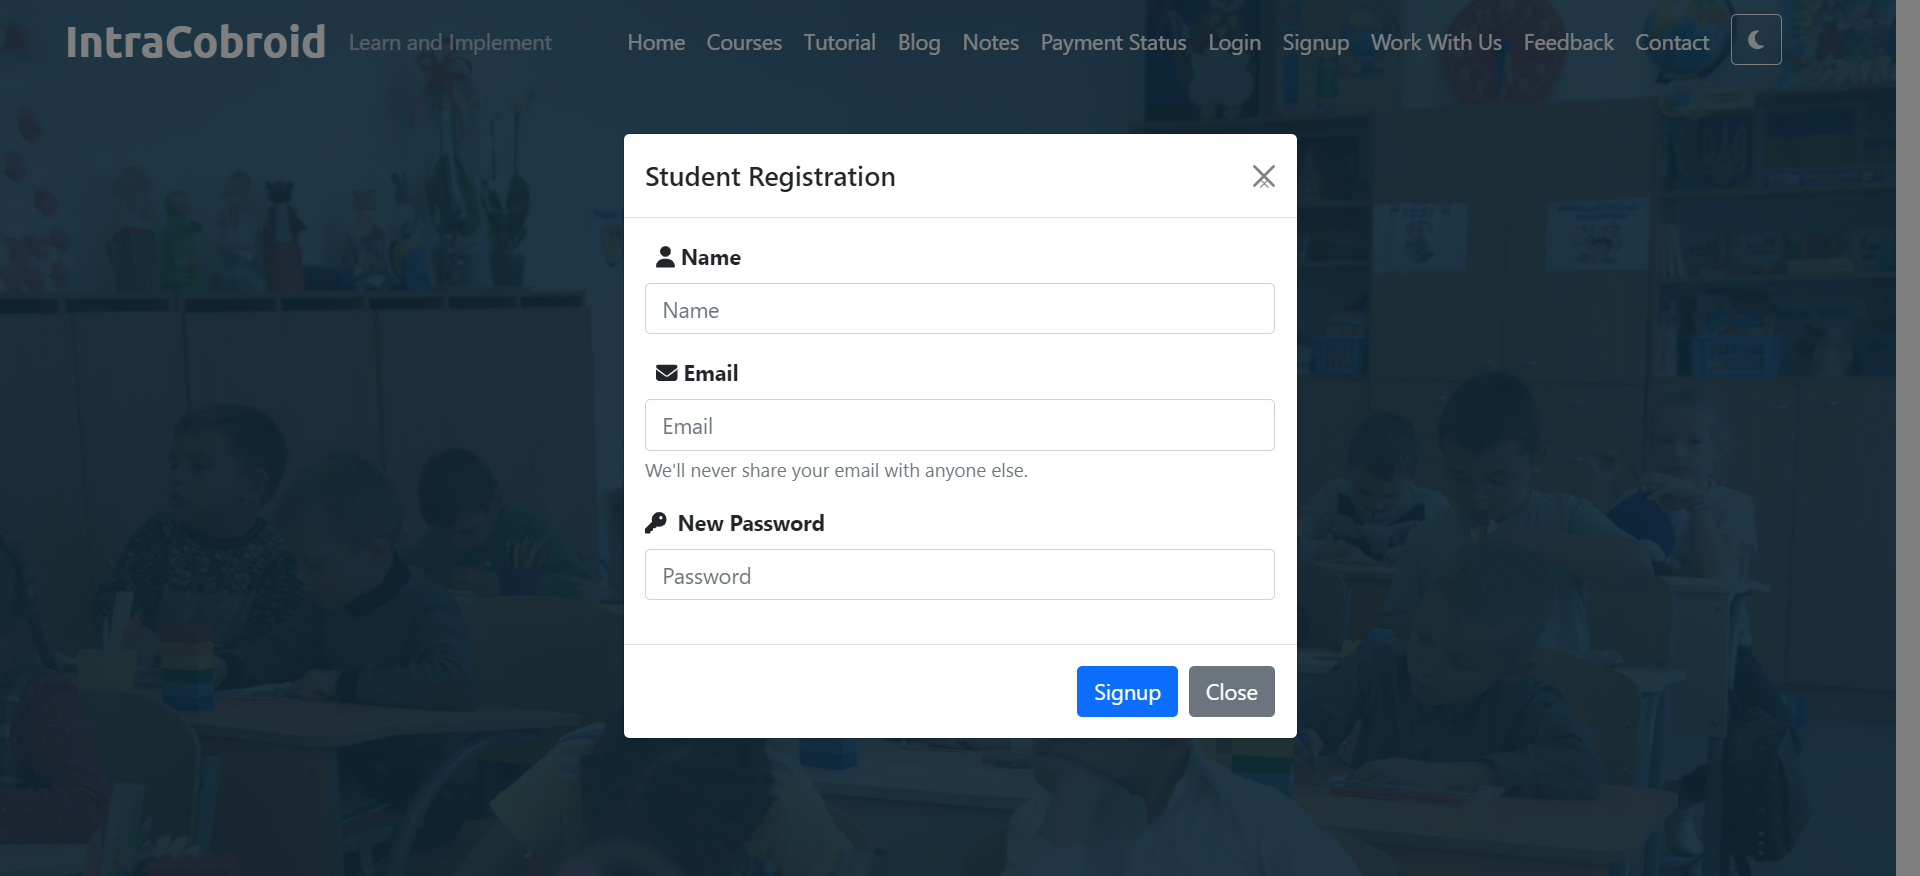 IntraCobroid Learn and Implement Home Courses Tutorial Blog Notes Payment Status Login Signup Work With Us Feedback Contact
Student Registration
Name
Name
Email
Email
We'll never share your email with anyone else.
New Password
Password
Signup Close